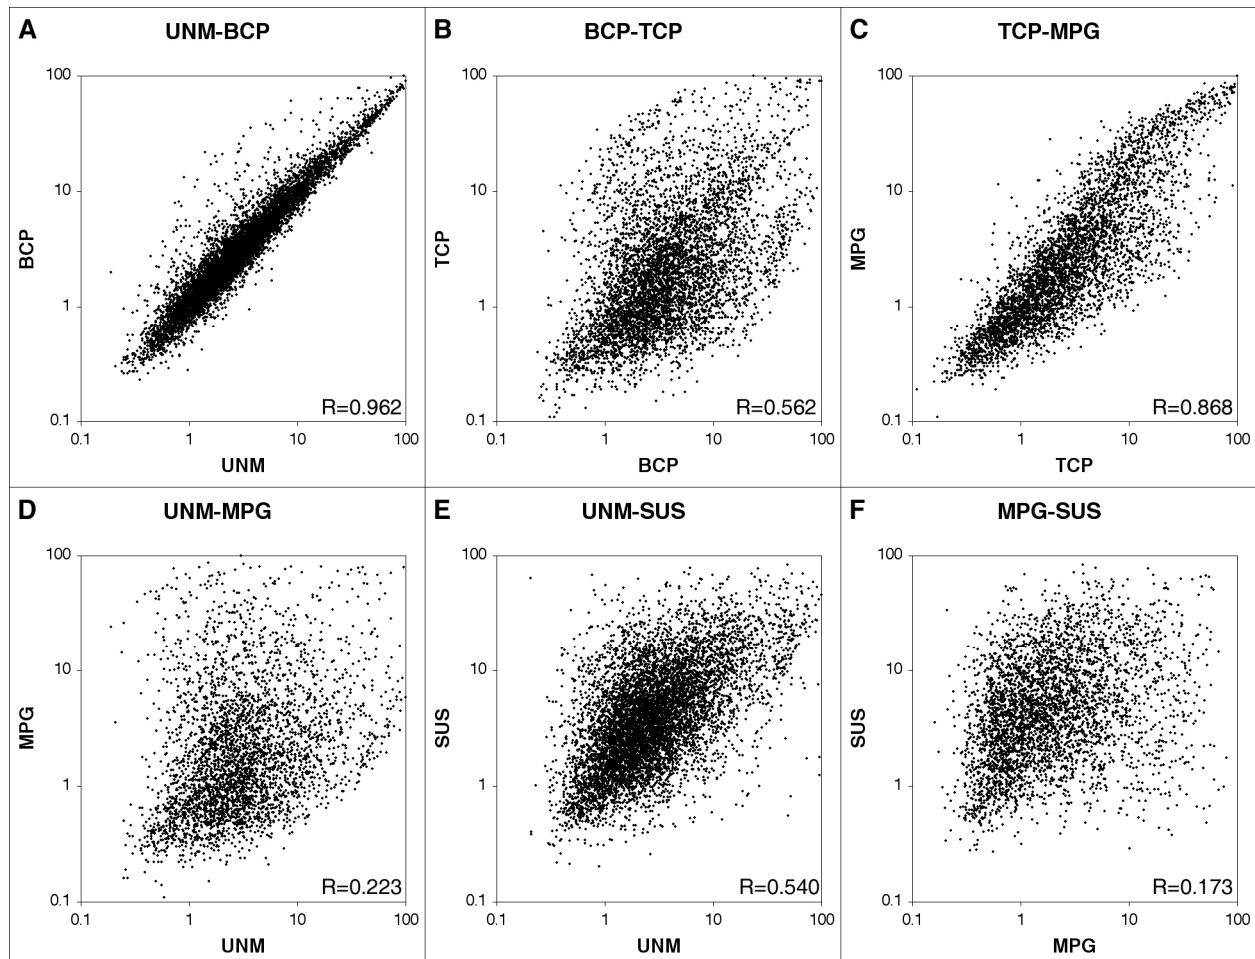 A UNM-BCP
100
10
1
0.1
BCP
R=0.962
0.1 1 10 100
UNM
B BCP-TCP
100
10
1
0.1
TCP
R=0.562
0.1 1 10 100
BCP
C TCP-MPG
100
10
1
0.1
MPG
R=0.868
0.1 1 10 100
TCP
D UNM-MPG
100
10
1
0.1
MPG
R=0.223
0.1 1 10 100
UNM
E UNM-SUS
100
10
1
0.1
SUS
R=0.540
0.1 1 10 100
UNM
F MPG-SUS
100
10
1
0.1
SUS
R=0.173
0.1 1 10 100
MPG